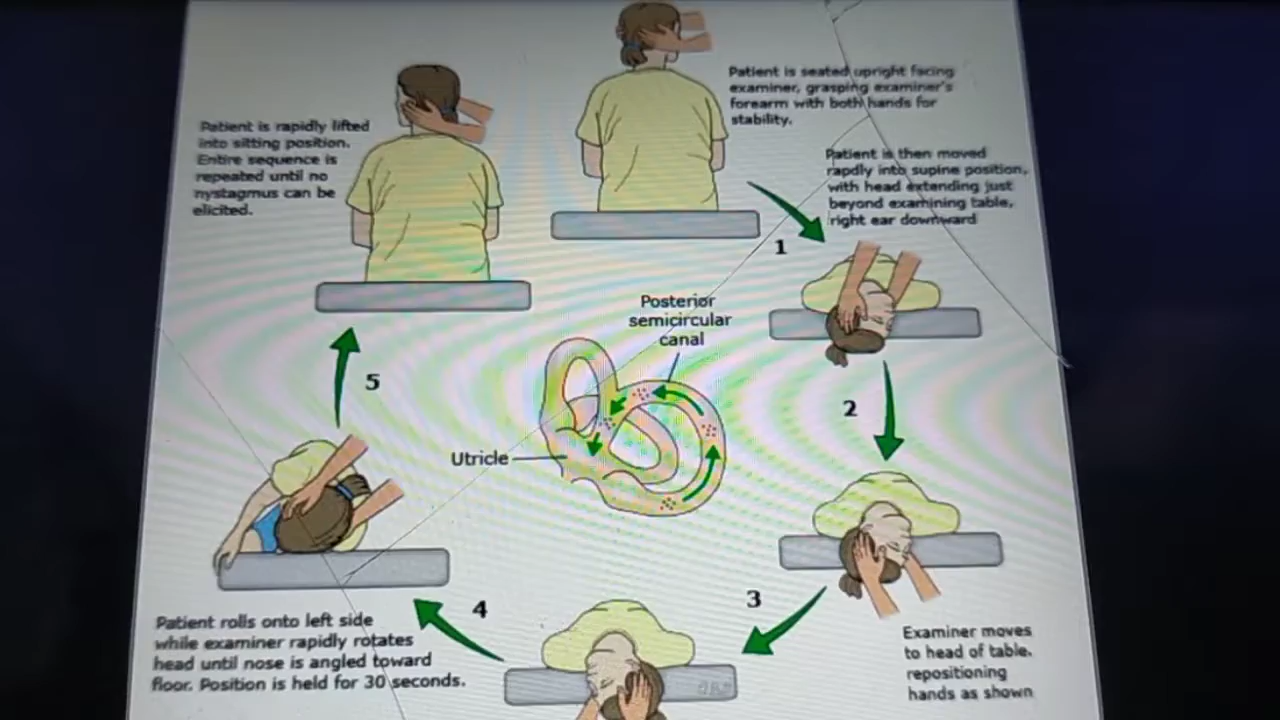 Patient is seated upright facing
examiner, grasping examiner's
forearm with both hands for
stability.
Patient is then moved
rapdly into supine position,
with head extending just
beyond examining table,
right ear downward
1
2
Examiner moves
to head of table,
repositioning
hands as shown
3
4
Patient rolls onto left side
while examiner rapidly rotates
head until nose is angled toward
floor. Position is held for 30 seconds.
5
Patient is rapidly lifted
into sitting position.
Entire sequence is
repeated until no
nystagmus can be
elicited.
Posterior
semicircular
canal
Utricle